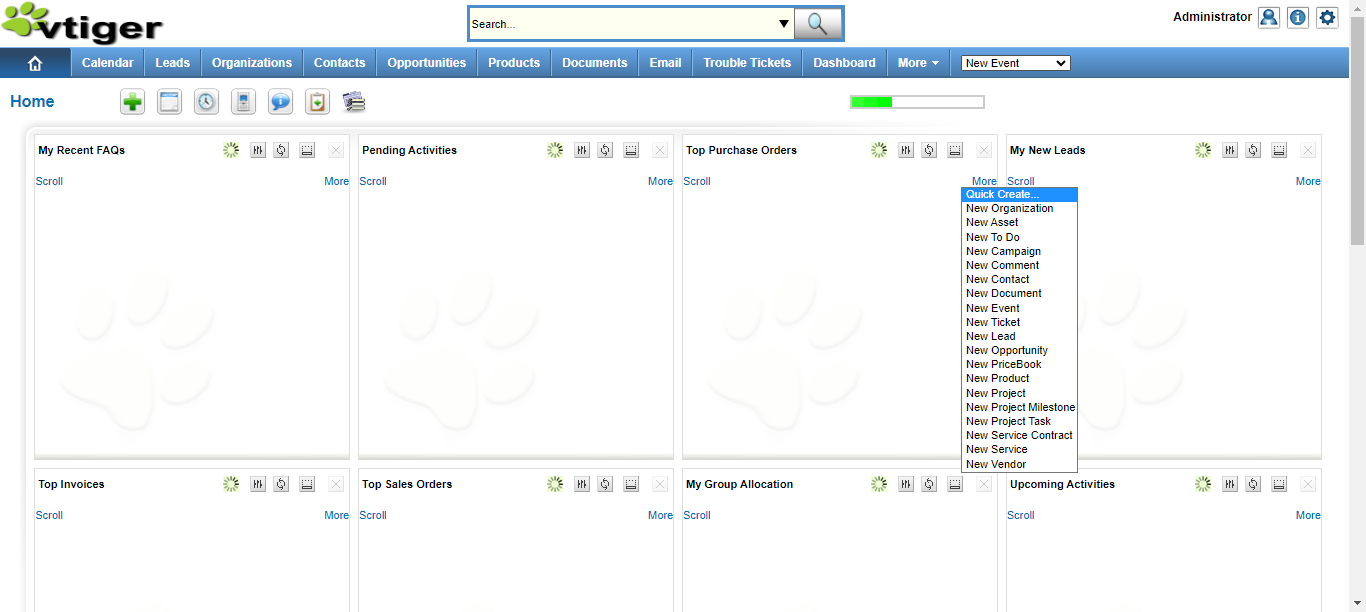 vtiger
Search...
Administrator
Calendar Leads Organizations Contacts Opportunities Products Documents Email Trouble Tickets Dashboard More New Event
Home
My Recent FAQs
Scroll More
Pending Activities
Scroll More
Top Purchase Orders
Scroll More
My New Leads
Scroll More
Quick Create...
New Organization
New Asset
New To Do
New Campaign
New Comment
New Contact
New Document
New Event
New Ticket
New Lead
New Opportunity
New PriceBook
New Product
New Project
New Project Milestone
New Project Task
New Service Contract
New Service
New Vendor
Top Invoices
Scroll More
Top Sales Orders
Scroll More
My Group Allocation
Scroll
Upcoming Activities
Scroll More